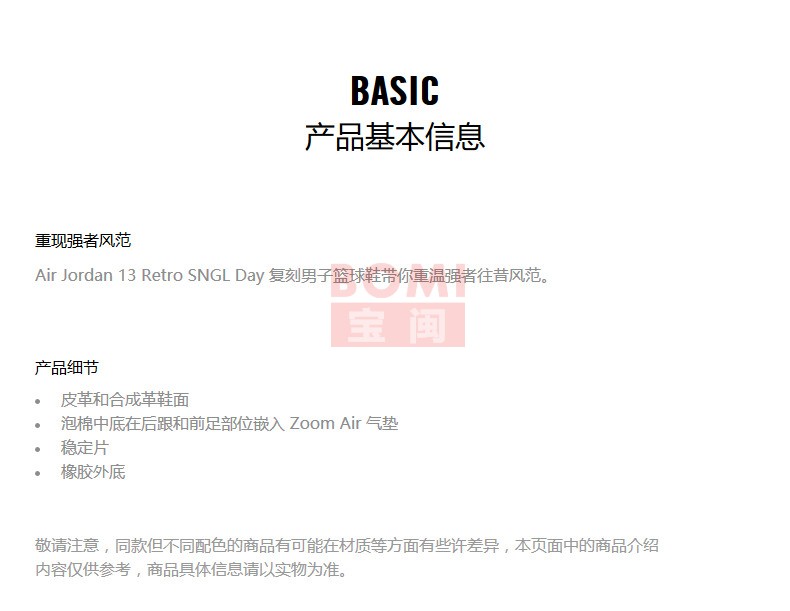 BASIC
产品基本信息
重现强者风范
Air Jordan 13 Retro SNGL Day 复刻男子篮球鞋带你重温强者往昔风范。
BOMI
宝闽
产品细节
• 皮革和合成革鞋面
• 泡棉中底在后跟和前足部位嵌入 Zoom Air 气垫
• 稳定片
• 橡胶外底
敬请注意，同款但不同配色的商品有可能在材质等方面有些许差异，本页面中的商品介绍
内容仅供参考，商品具体信息请以实物为准。